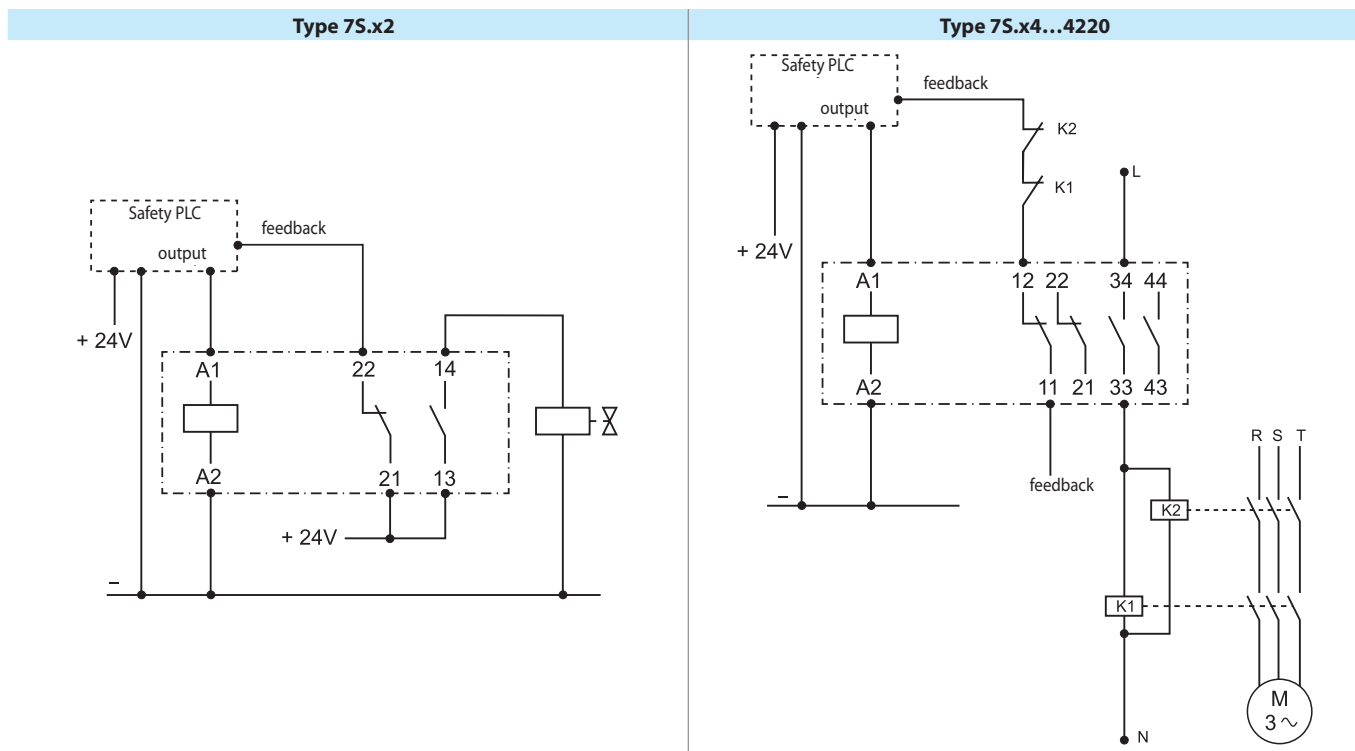 Type 7S.x2
Safety PLC
output
feedback
+ 24V
A1
22
14
A2
21
13
+ 24V
–
Type 7S.x4...4220
Safety PLC
output
feedback
K2
K1
L
+ 24V
A1
12 22
34 44
A2
11 21
33 43
feedback
–
R S T
K2
K1
M
3 ~
N